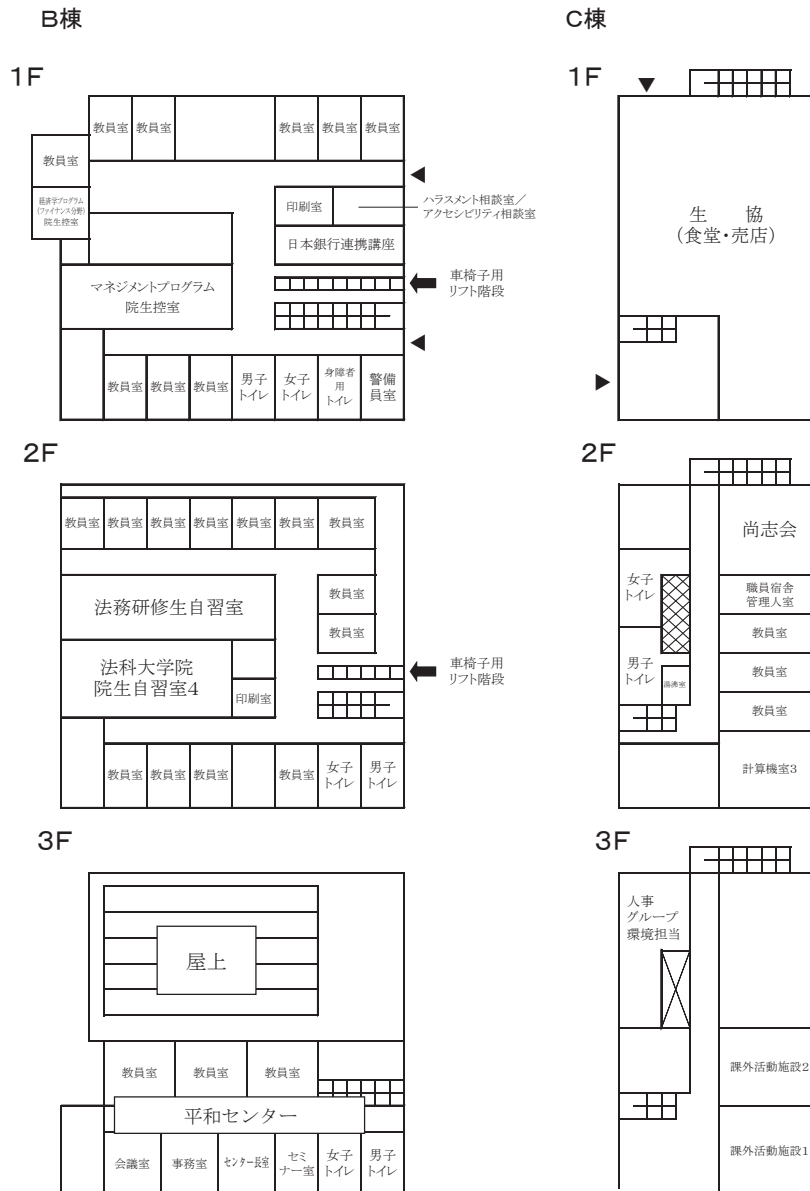 B棟
1F
教員室 教員室 教員室 教員室 教員室
教員室
経済学プログラム
(ファイナンス分野)
院生控室
印刷室
ハラスメント相談室／
アクセシビリティ相談室
日本銀行連携講座
マネジメントプログラム
院生控室
車椅子用
リフト階段
教員室 教員室 教員室
男子
トイレ
女子
トイレ
身障者
用
トイレ
警備
員室
2F
教員室 教員室 教員室 教員室 教員室 教員室 教員室
法務研修生自習室
教員室
教員室
法科大学院
院生自習室4
印刷室
車椅子用
リフト階段
教員室 教員室 教員室 教員室
女子
トイレ
男子
トイレ
3F
屋上
教員室 教員室 教員室
平和センター
会議室 事務室 センター長室
セミ
ナー室
女子
トイレ
男子
トイレ
C棟
1F
生　協
(食堂・売店)
2F
尚志会
女子
トイレ
職員宿舎
管理人室
教員室
男子
トイレ
湯沸室
教員室
教員室
計算機室3
3F
人事
グループ
環境担当
課外活動施設2
課外活動施設1